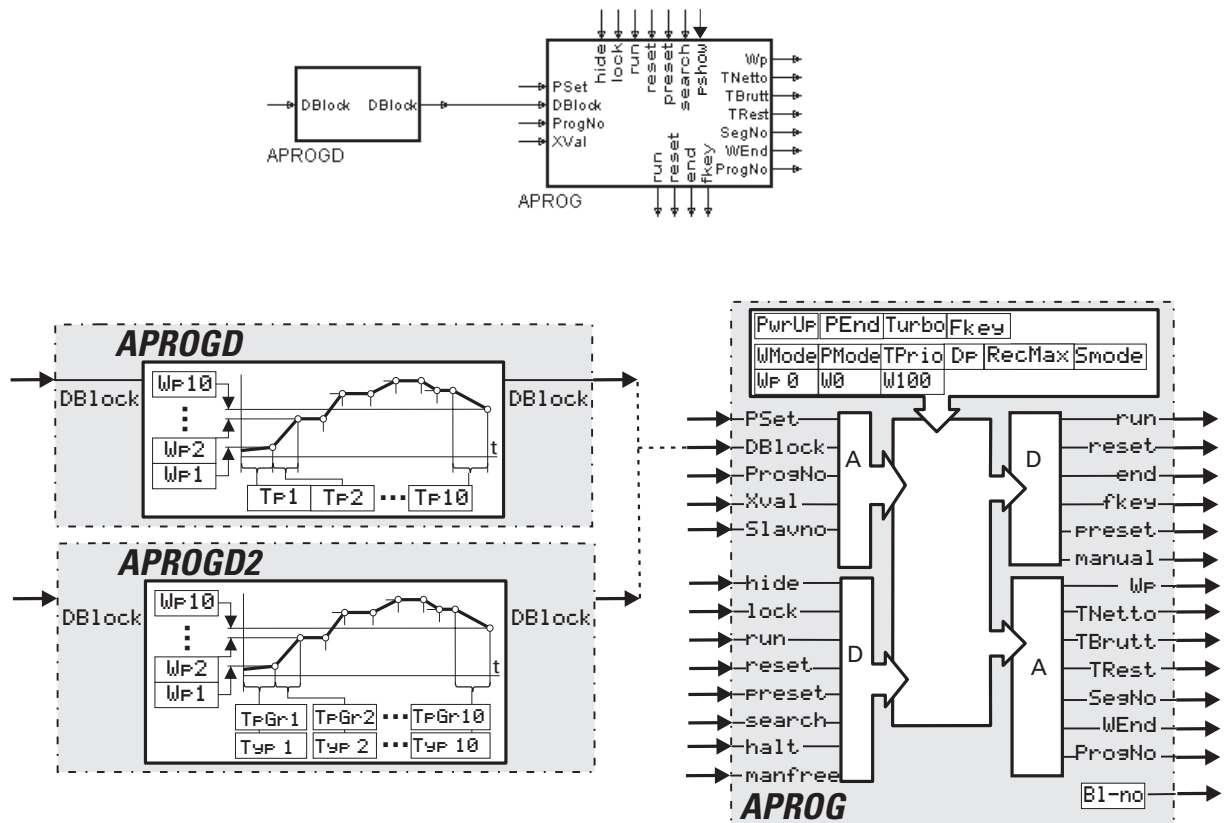 hide
lock
run
reset
preset
search
pshow
PSet
DBlock
ProgNo
XVal
Wp
TNetto
TBrutt
TRest
SegNo
WEnd
ProgNo
run
reset
end
fkey
APROG
DBlock DBlock
APROGD
APROGD
DBlock
Wp10
Wp2
Wp1
t
Tp1 Tp2 ... Tp10
DBlock
APROGD2
DBlock
Wp10
Wp2
Wp1
t
TpGr1 TpGr2 ... TpGr10
Typ 1 Typ 2 ... Typ 10
DBlock
PwrUp PEnd Turbo Fkey
WMode PMode TPrio Dp RecMax Smode
Wp 0 W0 W100
PSet
DBlock
ProgNo
Xval
Slavno
A
hide
lock
run
reset
preset
search
halt
manfree
D
run
reset
end
fkey
preset
manual
D
Wp
TNetto
TBrutt
TRest
SegNo
WEnd
ProgNo
A
Bl-no
APROG